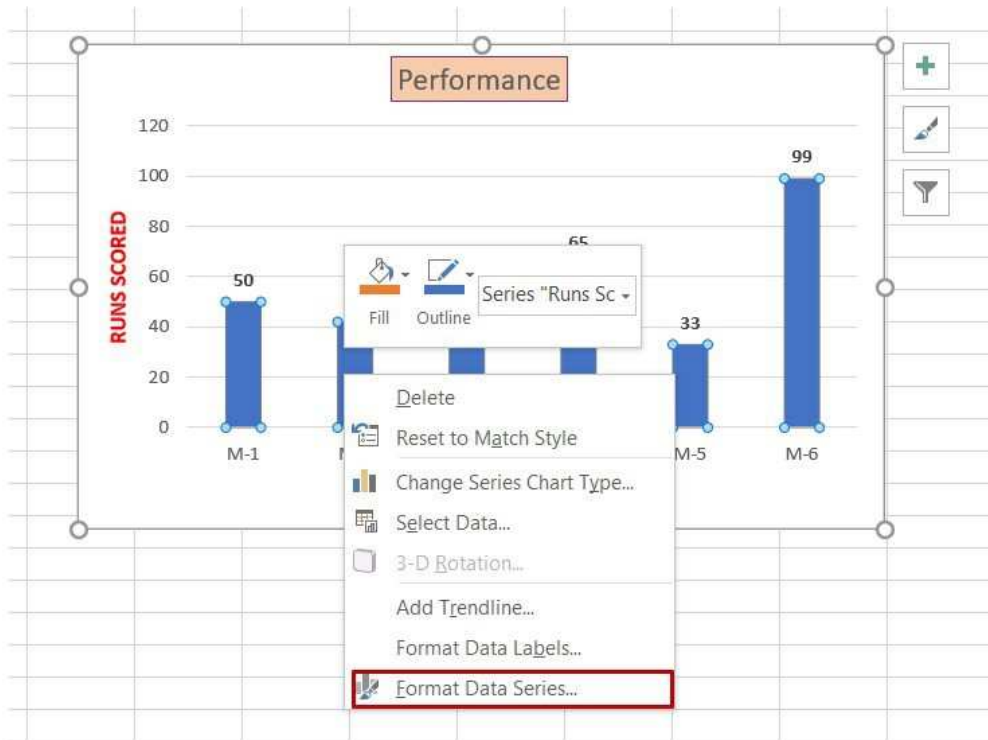 Performance
120
100
80
60
40
20
0
RUNS SCORED
50
65
33
99
M-1
M-5
M-6
Fill
Outline
Series "Runs Sc
Delete
Reset to Match Style
Change Series Chart Type...
Select Data...
3-D Rotation...
Add Trendline...
Format Data Labels...
Format Data Series...